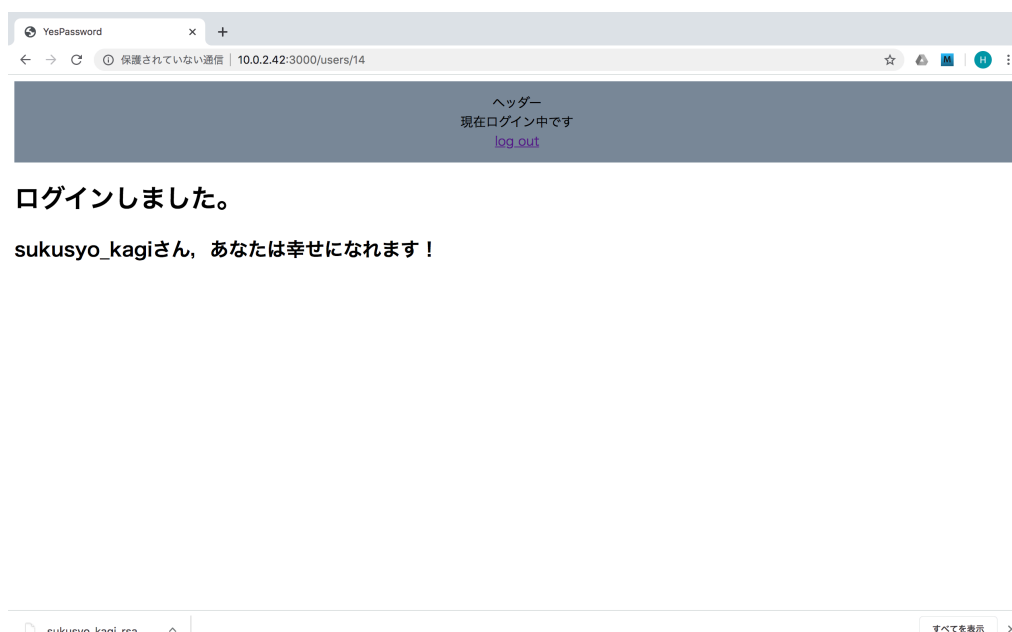 YesPassword
保護されていない通信 | 10.0.2.42:3000/users/14
M
H
ヘッダー
現在ログイン中です
log out
ログインしました。
sukusyo_kagiさん，あなたは幸せになれます！
sukusyo_kagi_rsa
すべてを表示